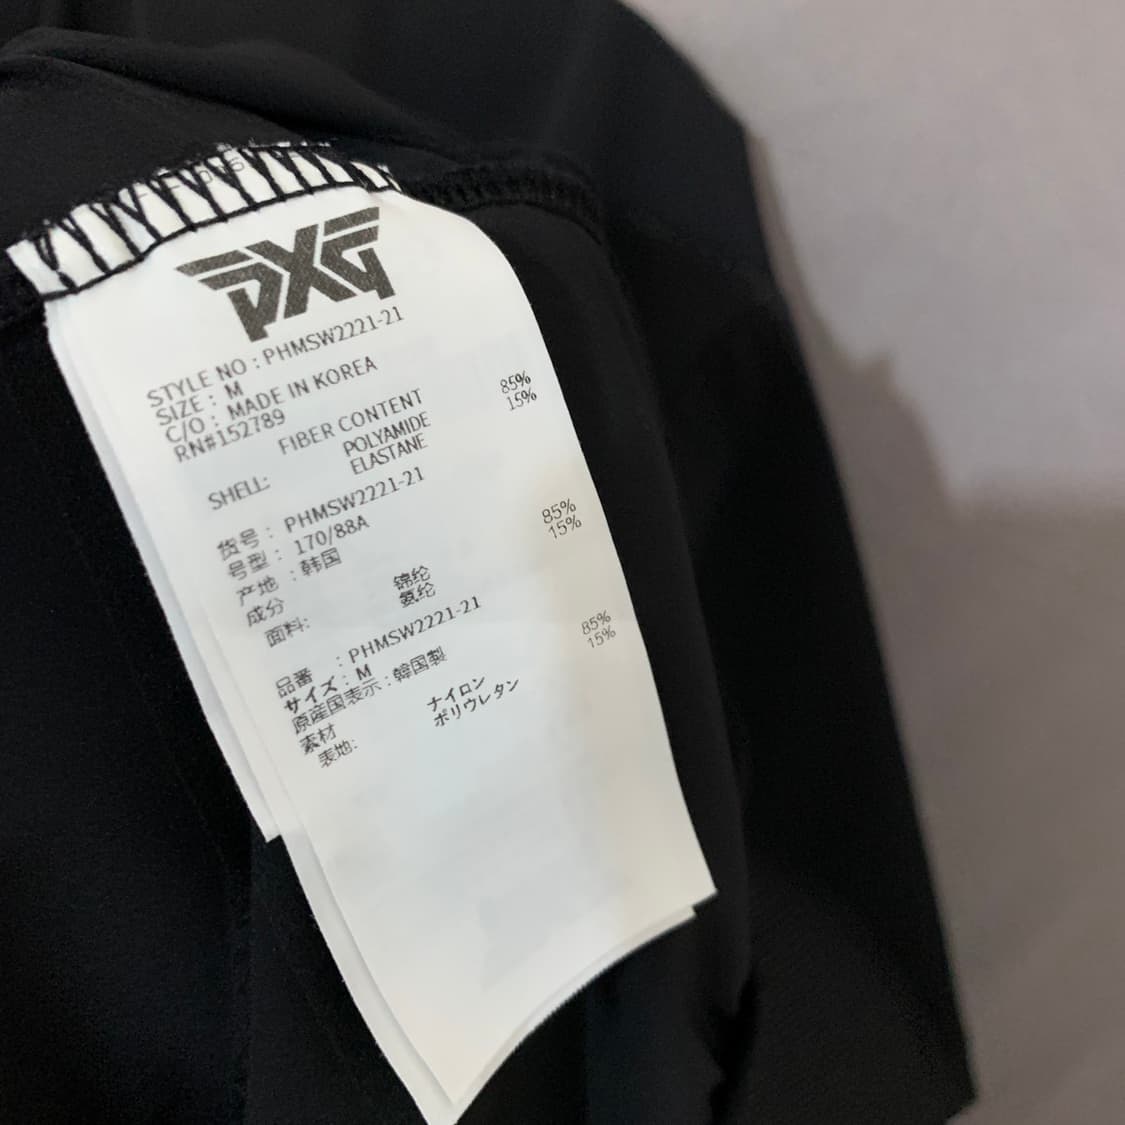 PXG
STYLE NO : PHMSW2221-21
SIZE : M
C/O : MADE IN KOREA
RN#152789
FIBER CONTENT
SHELL: POLYAMIDE 85%
ELASTANE 15%
货号 : PHMSW2221-21
号型 : 170/88A
产地 : 韩国
成分
面料: 锦纶 85%
氨纶 15%
品番 : PHMSW2221-21
サイズ : M
原産国表示 : 韓国製
素材
表地: ナイロン 85%
ポリウレタン 15%